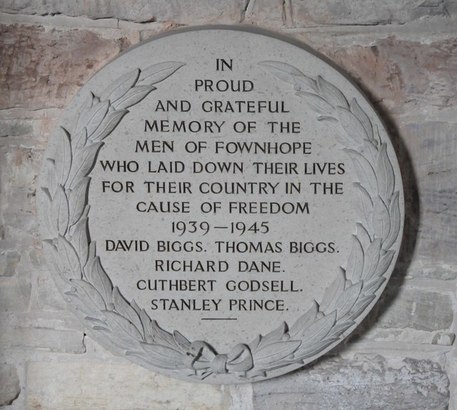 IN
PROUD
AND GRATEFUL
MEMORY OF THE
MEN OF FOWNHOPE
WHO LAID DOWN THEIR LIVES
FOR THEIR COUNTRY IN THE
CAUSE OF FREEDOM
1939-1945
DAVID BIGGS. THOMAS BIGGS.
RICHARD DANE.
CUTHBERT GODSELL.
STANLEY PRINCE.